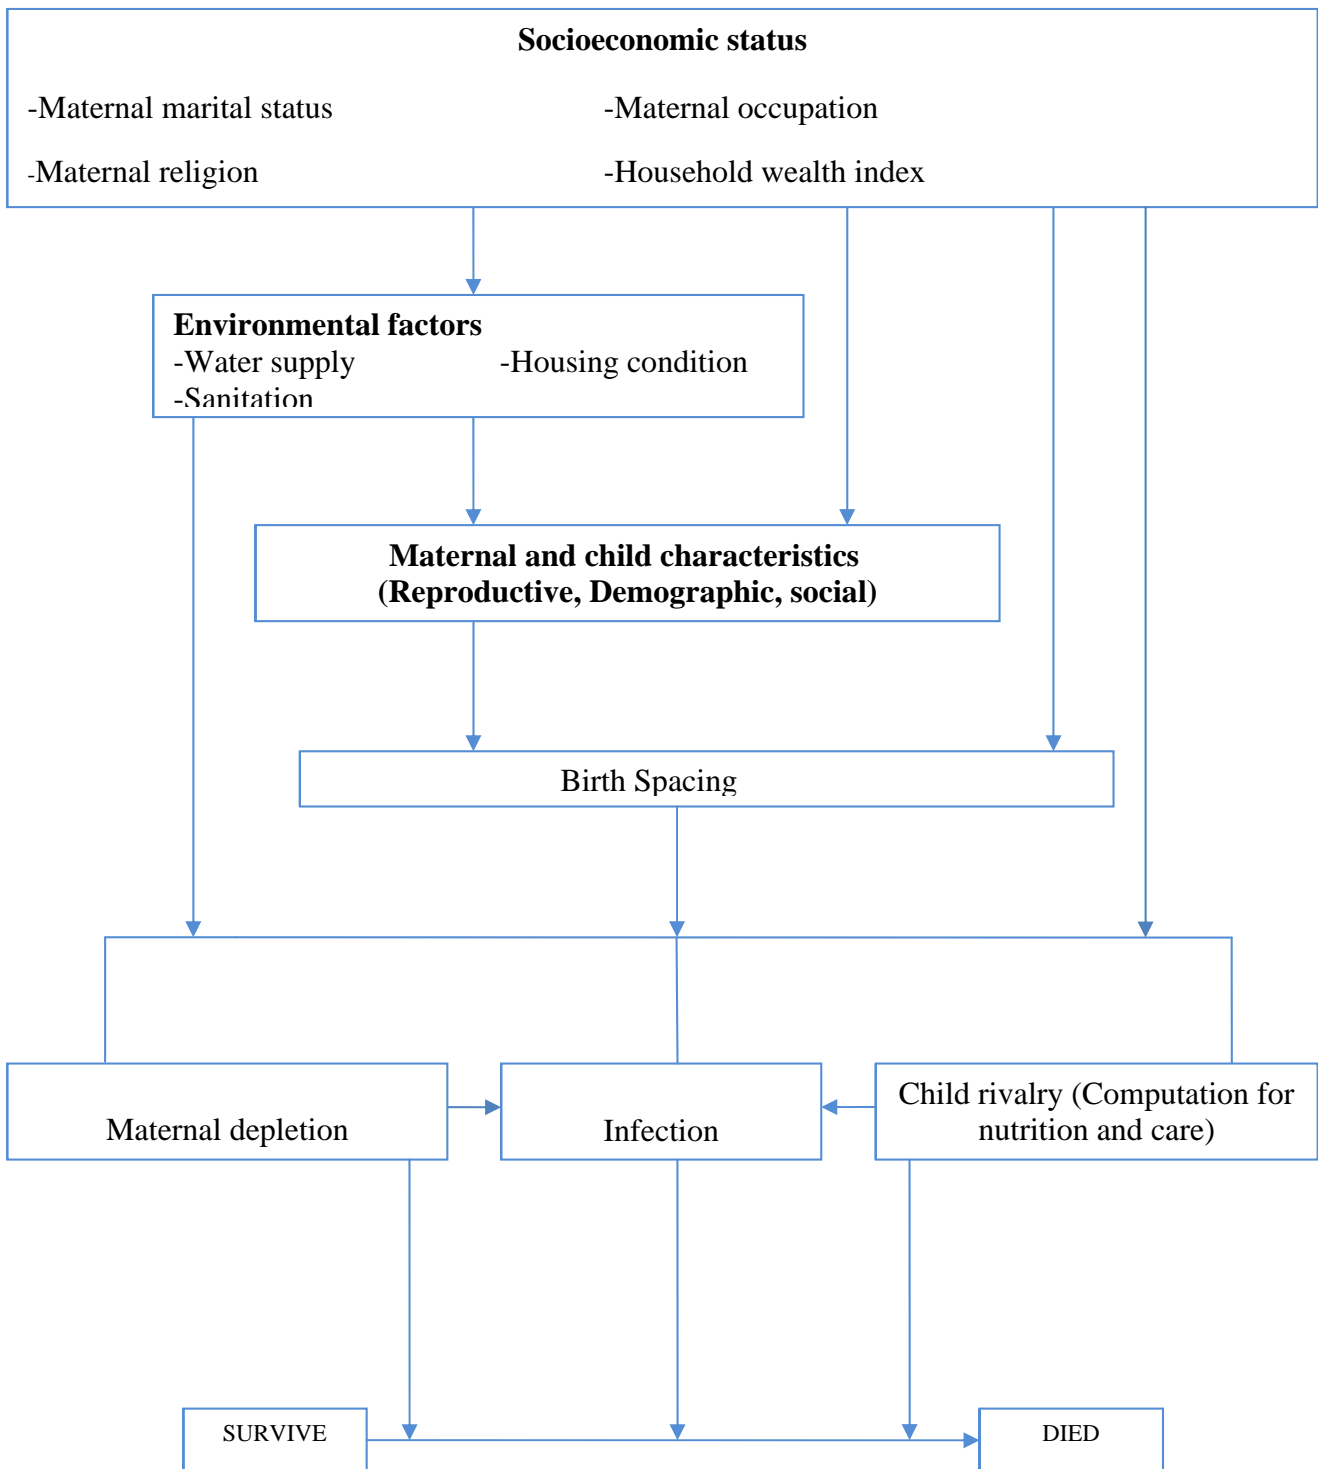 Socioeconomic status
-Maternal marital status -Maternal occupation
-Maternal religion -Household wealth index
Environmental factors
-Water supply -Housing condition
-Sanitation
Maternal and child characteristics
(Reproductive, Demographic, social)
Birth Spacing
Maternal depletion
Infection
Child rivalry (Computation for
nutrition and care)
SURVIVE
DIED